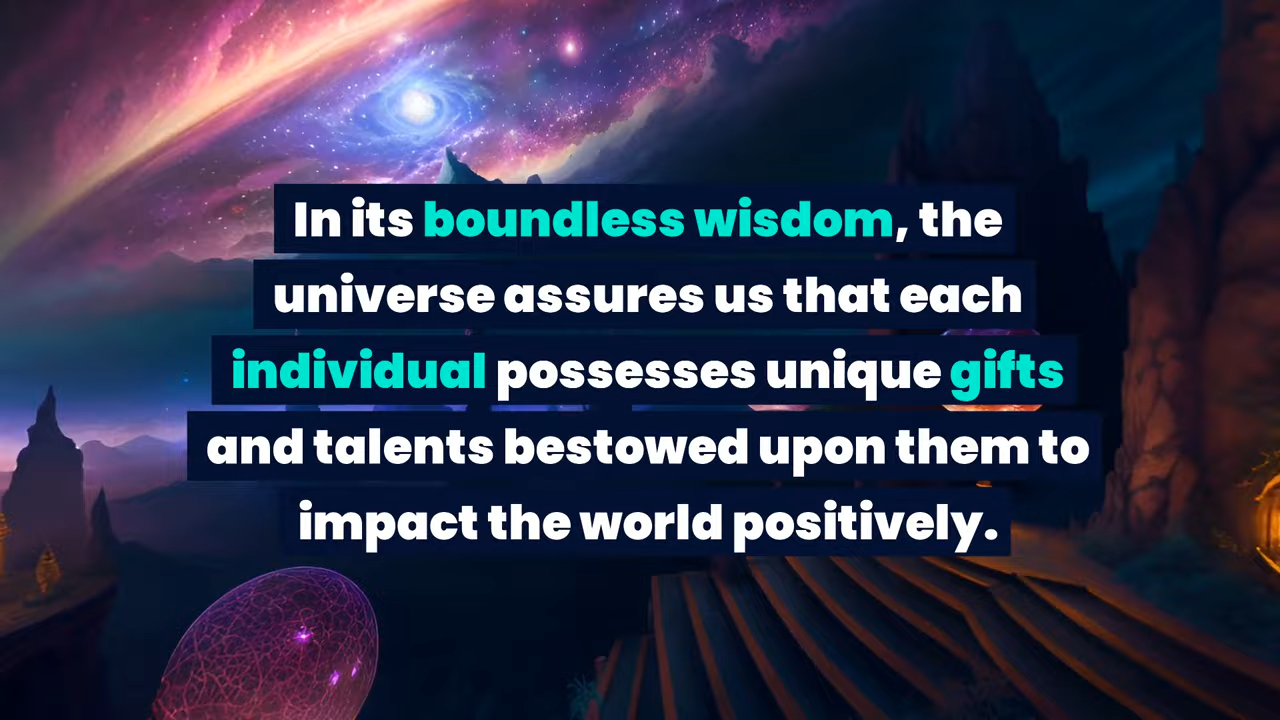 In its boundless wisdom, the
universe assures us that each
individual possesses unique gifts
and talents bestowed upon them to
impact the world positively.